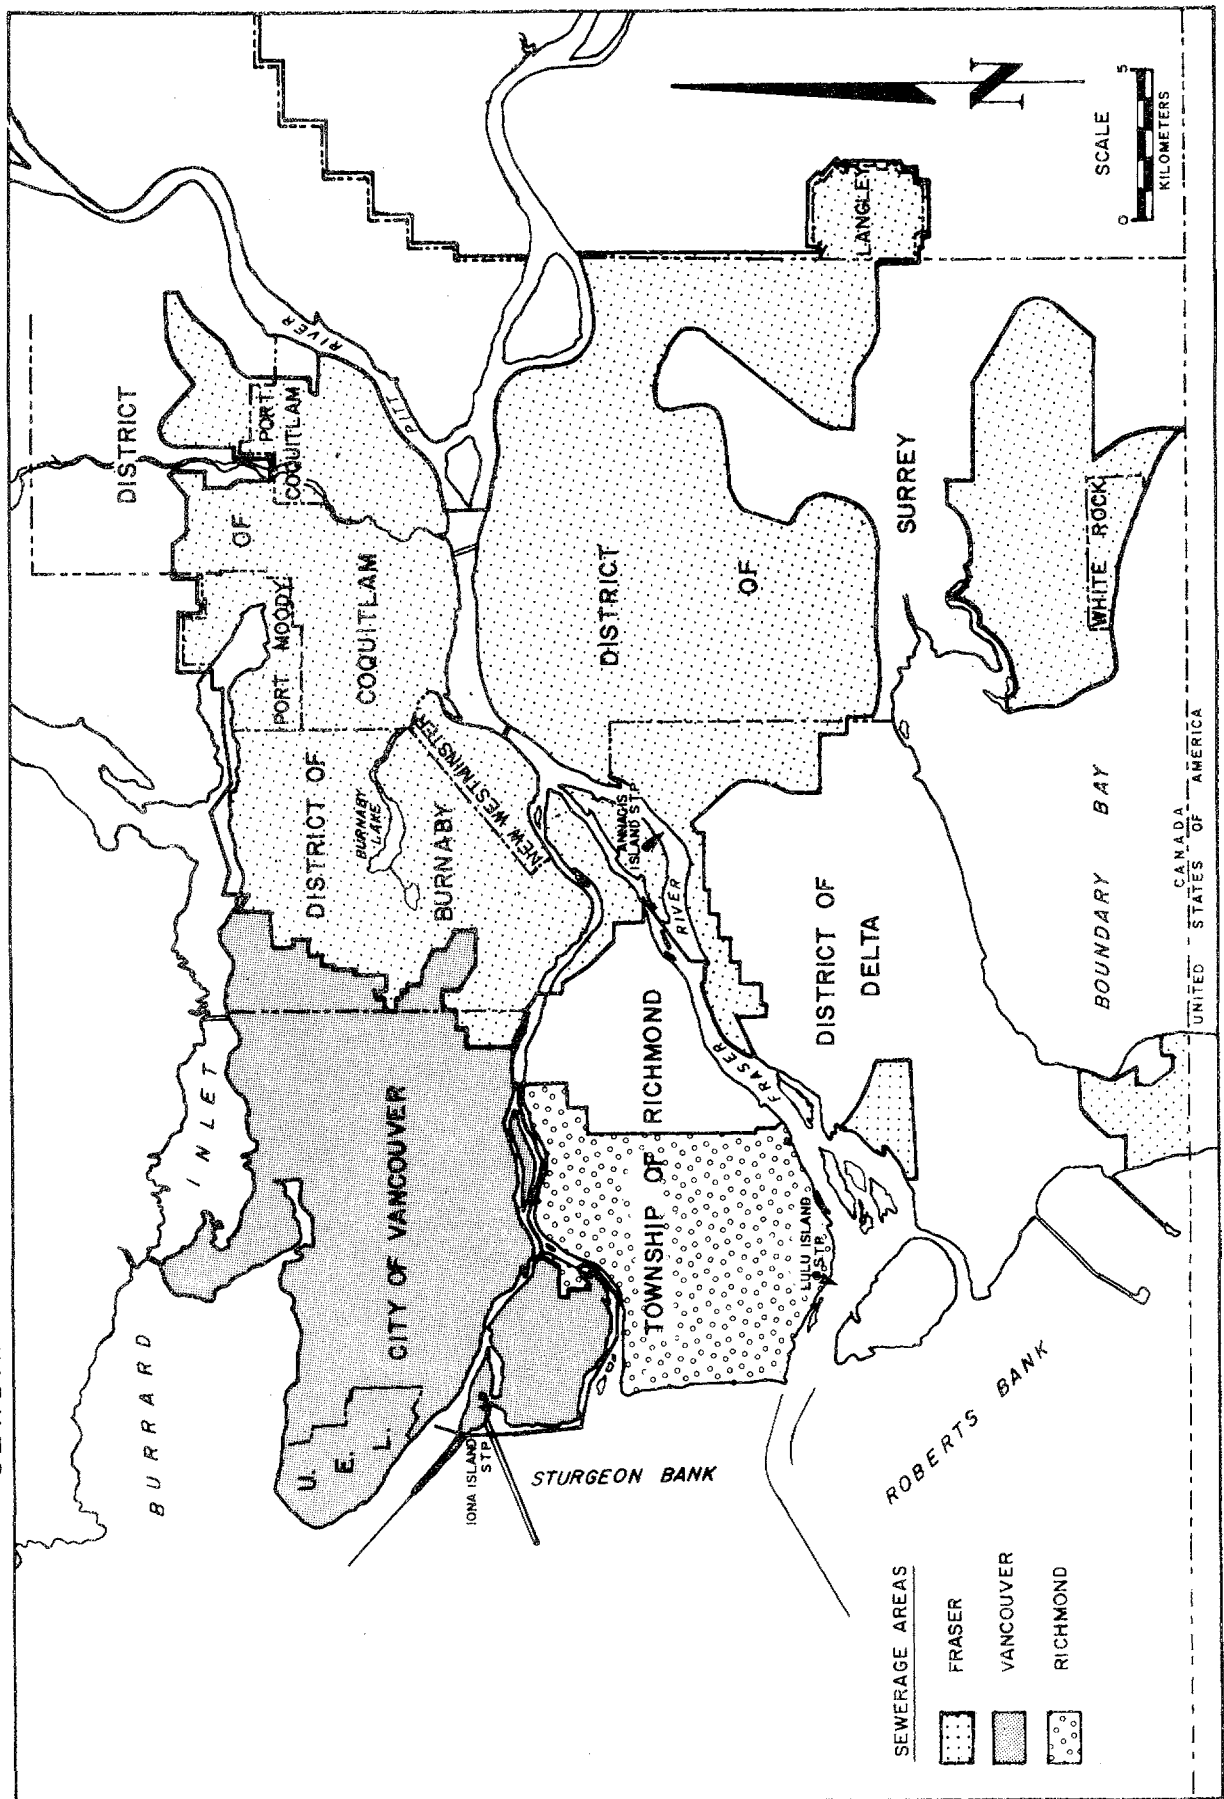 BURRARD
INLET
U.
E.
L.
CITY OF VANCOUVER
IONA ISLAND
STP
STURGEON BANK
DISTRICT OF
BURNABY
BURNABY
LAKE
NEW WESTMINSTER
PORT MOODY
DISTRICT
OF
COQUITLAM
PORT
COQUITLAM
PITT
RIVER
TOWNSHIP OF RICHMOND
LULU ISLAND
S.T.P.
ANNACIS
ISLAND S.T.P.
FRASER
RIVER
DISTRICT OF
DELTA
DISTRICT
OF
SURREY
LANGLEY
WHITE ROCK
ROBERTS BANK
BOUNDARY BAY
CANADA
UNITED STATES OF AMERICA
SEWERAGE AREAS
FRASER
VANCOUVER
RICHMOND
N
SCALE
0 5
KILOMETERS